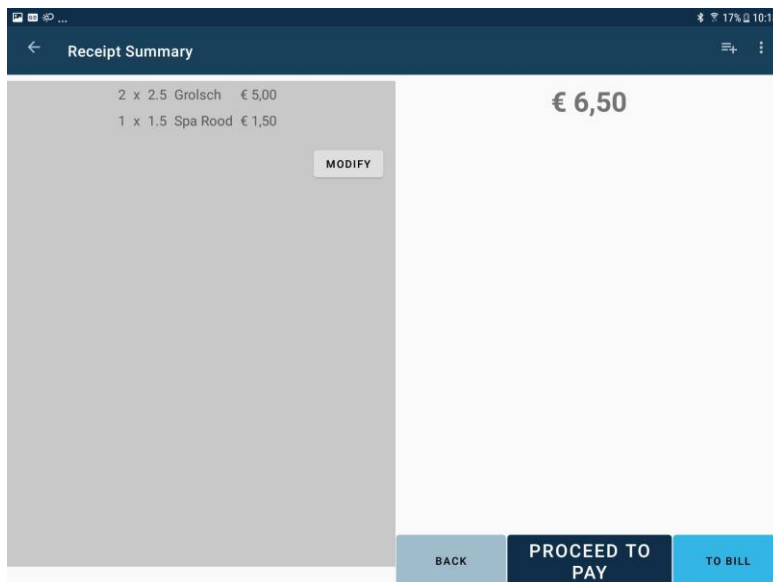 17% 10:1
Receipt Summary
2 x 2.5 Grolsch € 5,00
1 x 1.5 Spa Rood € 1,50
MODIFY
€ 6,50
BACK
PROCEED TO
PAY
TO BILL